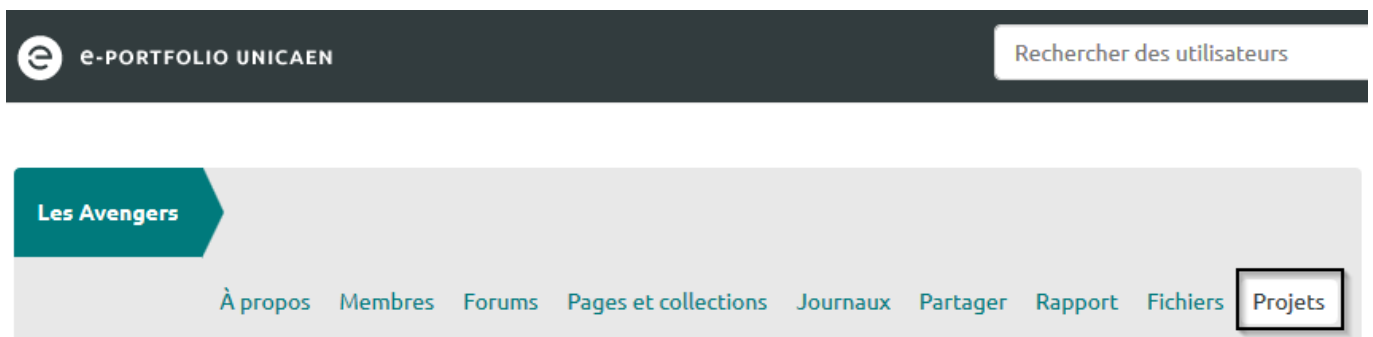 e e-PORTFOLIO UNICAEN Rechercher des utilisateurs
Les Avengers
À propos Membres Forums Pages et collections Journaux Partager Rapport Fichiers Projets